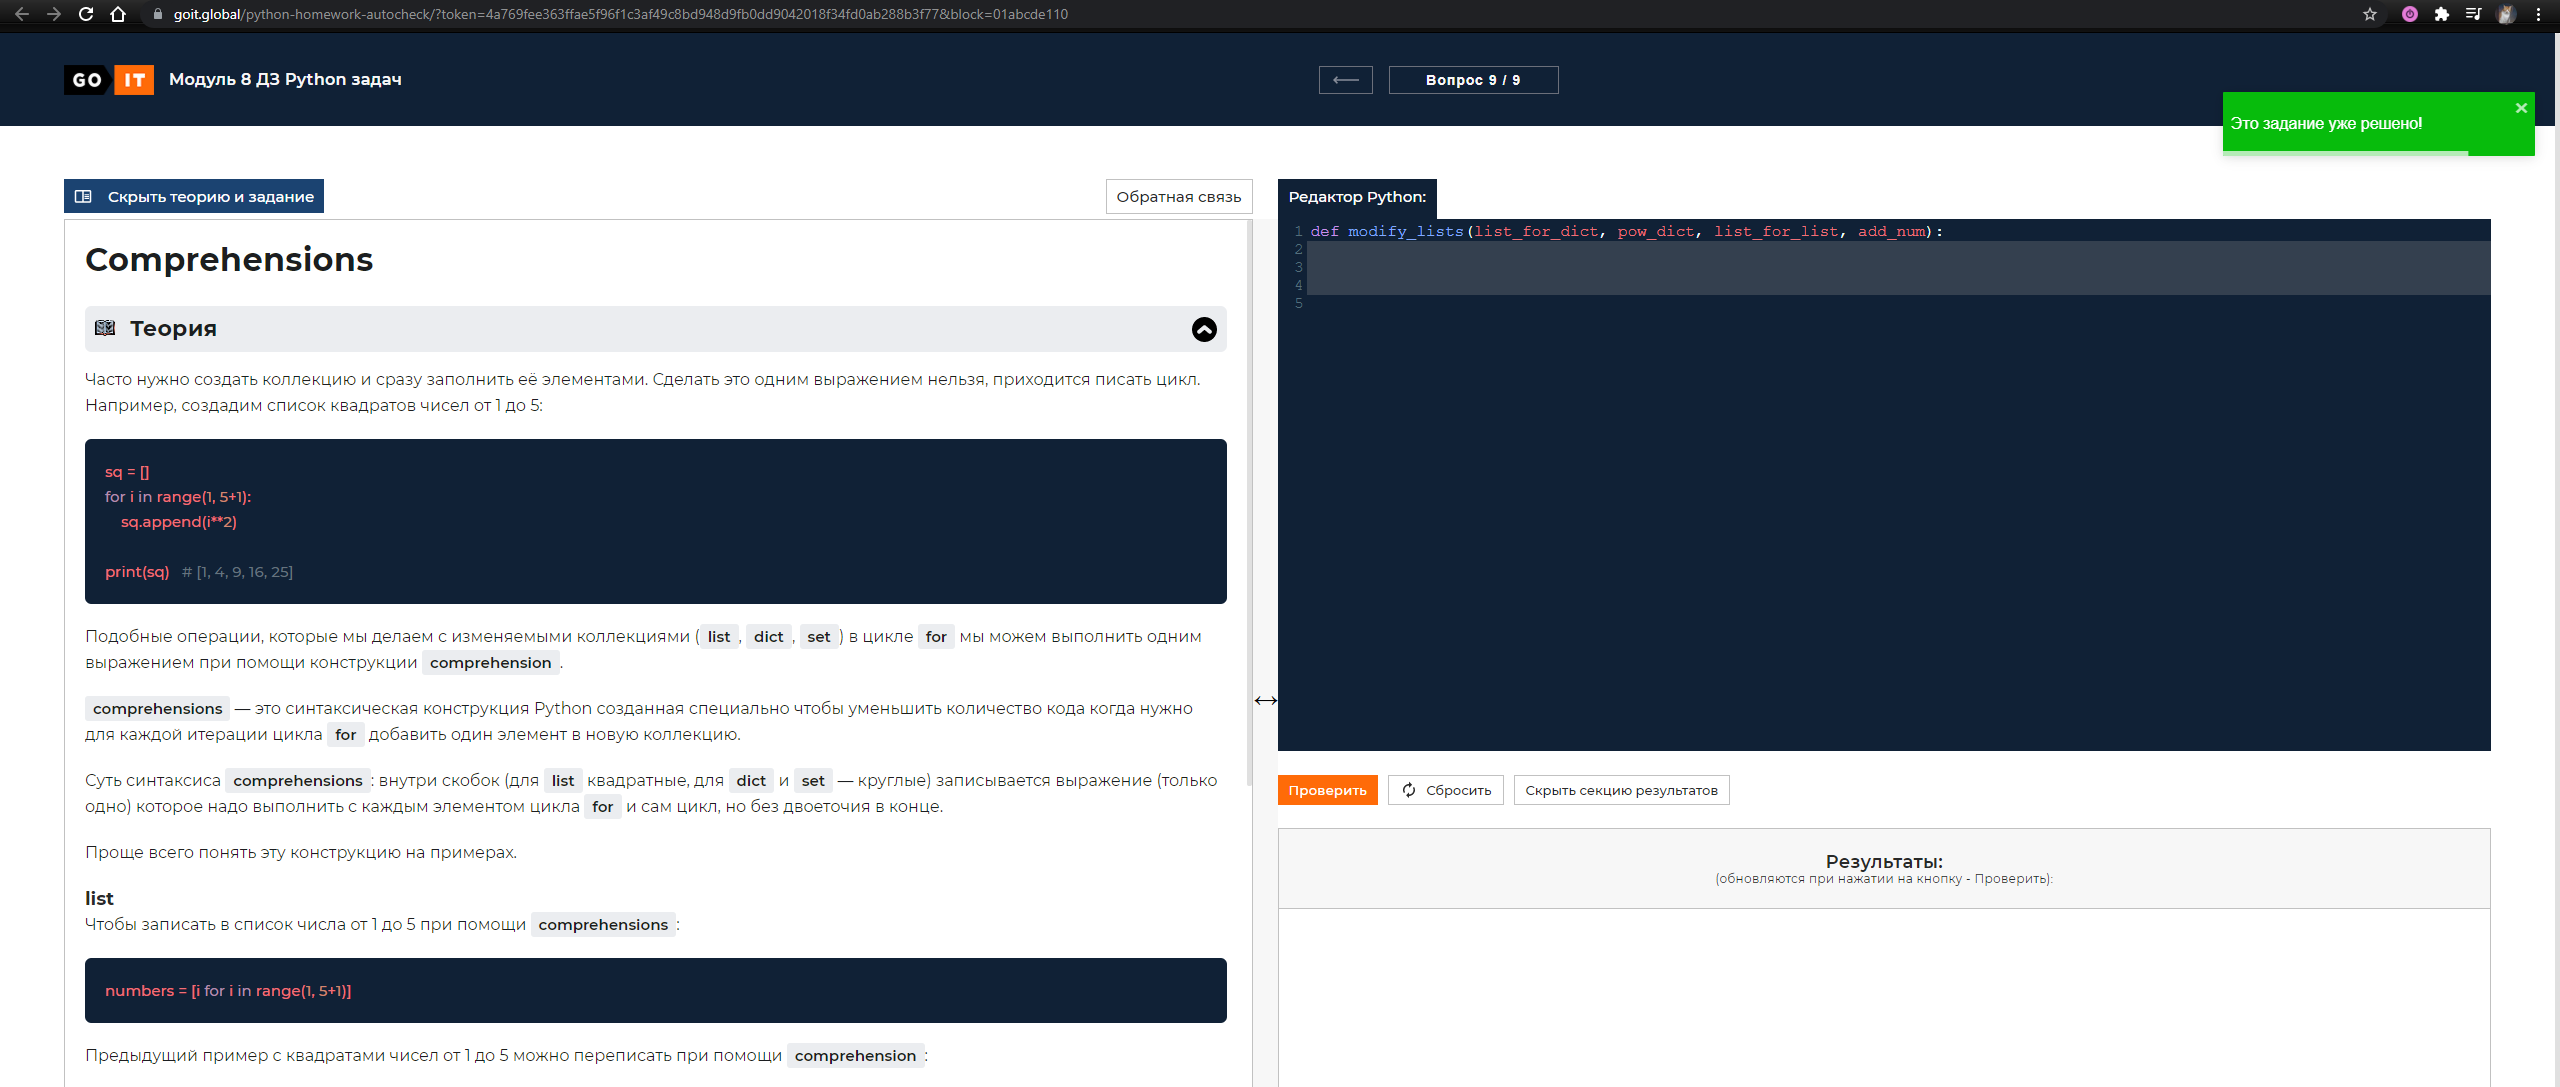 goit.global/python-homework-autocheck/?token=4a769fee363ffae5f96f1c3af49c8bd948d9fb0dd9042018f34fd0ab288b3f77&block=01abcde110
GO IT Модуль 8 ДЗ Python задач
Вопрос 9 / 9
Это задание уже решено!
Скрыть теорию и задание
Обратная связь
Comprehensions
Теория
Часто нужно создать коллекцию и сразу заполнить её элементами. Сделать это одним выражением нельзя, приходится писать цикл.
Например, создадим список квадратов чисел от 1 до 5:
sq = []
for i in range(1, 5+1):
sq.append(i**2)
print(sq) # [1, 4, 9, 16, 25]
Подобные операции, которые мы делаем с изменяемыми коллекциями ( list , dict , set ) в цикле for мы можем выполнить одним
выражением при помощи конструкции comprehension .
comprehensions — это синтаксическая конструкция Python созданная специально чтобы уменьшить количество кода когда нужно
для каждой итерации цикла for добавить один элемент в новую коллекцию.
Суть синтаксиса comprehensions : внутри скобок (для list квадратные, для dict и set — круглые) записывается выражение (только
одно) которое надо выполнить с каждым элементом цикла for и сам цикл, но без двоеточия в конце.
Проще всего понять эту конструкцию на примерах.
list
Чтобы записать в список числа от 1 до 5 при помощи comprehensions :
numbers = [i for i in range(1, 5+1)]
Предыдущий пример с квадратами чисел от 1 до 5 можно переписать при помощи comprehension :
Редактор Python:
1 def modify_lists(list_for_dict, pow_dict, list_for_list, add_num):
2
3
4
5
Проверить
Сбросить
Скрыть секцию результатов
Результаты:
(обновляются при нажатии на кнопку - Проверить):